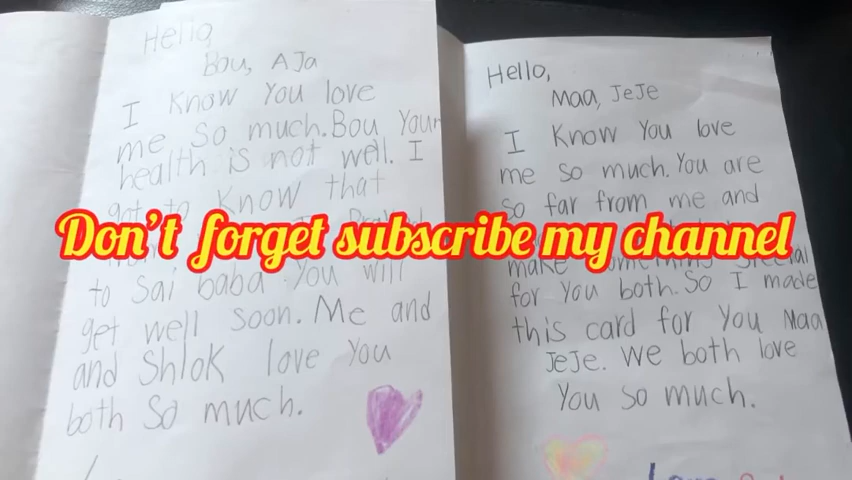 Hello
Bou, AJa
I Know You love
me so much. Bou Your
health is not well. I
got to Know that
to Sai baba You will
get well soon. Me and
and Shlok love You
both So much.
Hello,
Maa, JeJe
I Know You love
me so much. You are
so far from me and
make something special
for You both. So I made
this card for You Maa
JeJe. We both love
You so much.
Don't forget subscribe my channel